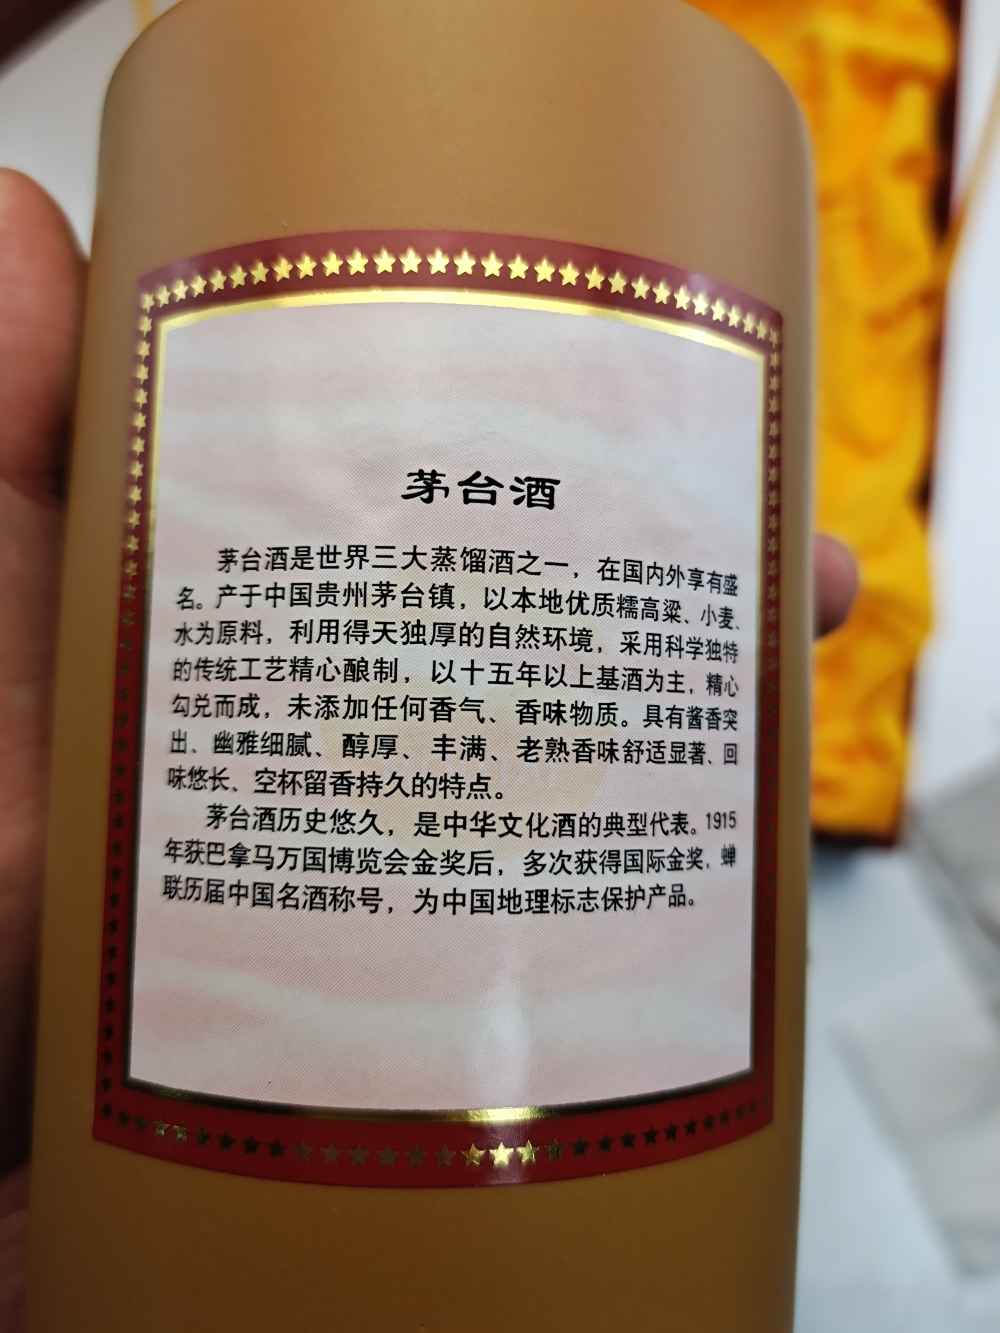 茅台酒
茅台酒是世界三大蒸馏酒之一，在国内外享有盛
名。产于中国贵州茅台镇，以本地优质糯高粱、小麦、
水为原料，利用得天独厚的自然环境，采用科学独特
的传统工艺精心酿制，以十五年以上基酒为主，精心
勾兑而成，未添加任何香气、香味物质。具有酱香突
出、幽雅细腻、醇厚、丰满、老熟香味舒适显著、回
味悠长、空杯留香持久的特点。
茅台酒历史悠久，是中华文化酒的典型代表。1915
年获巴拿马万国博览会金奖后，多次获得国际金奖，蝉
联历届中国名酒称号，为中国地理标志保护产品。